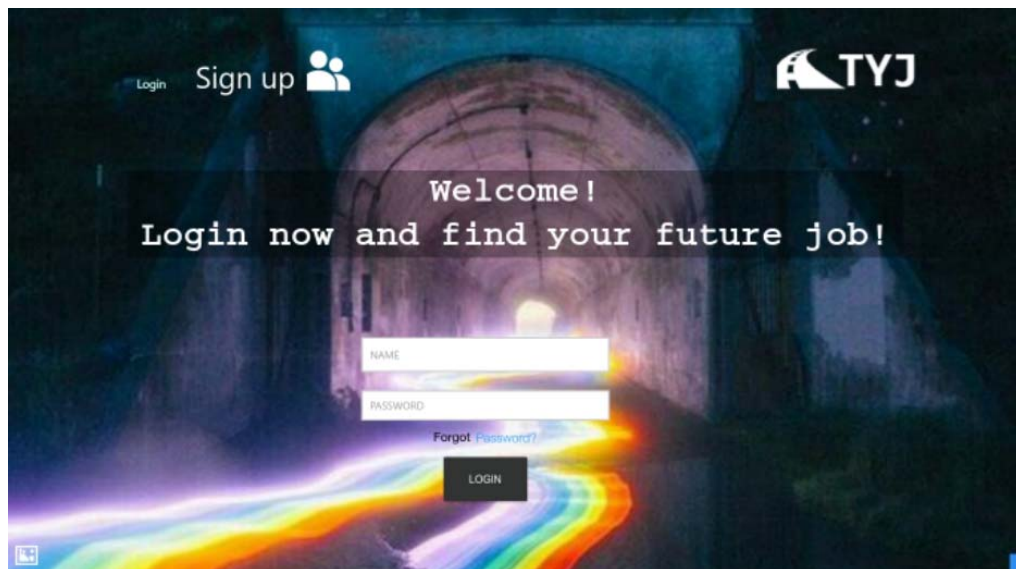 Login Sign up TYJ
Welcome!
Login now and find your future job!
NAME
PASSWORD
Forgot Password?
LOGIN